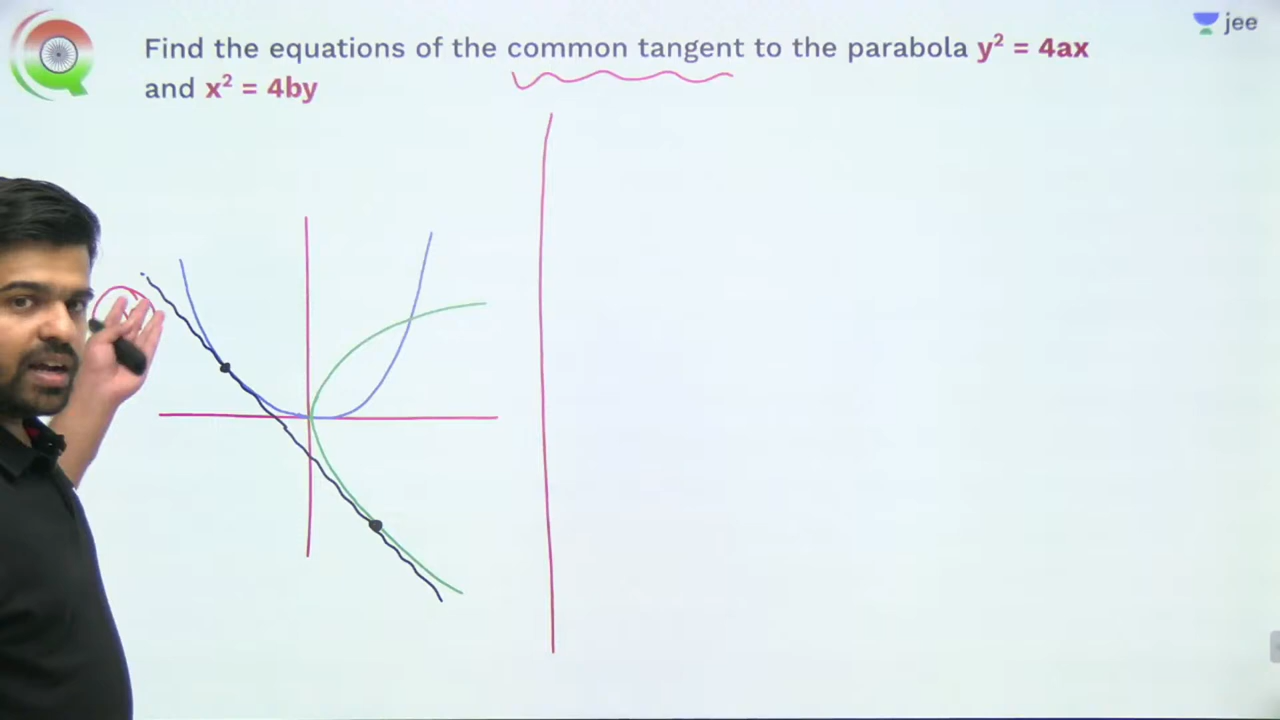 Find the equations of the common tangent to the parabola y² = 4ax
and x² = 4by
jee